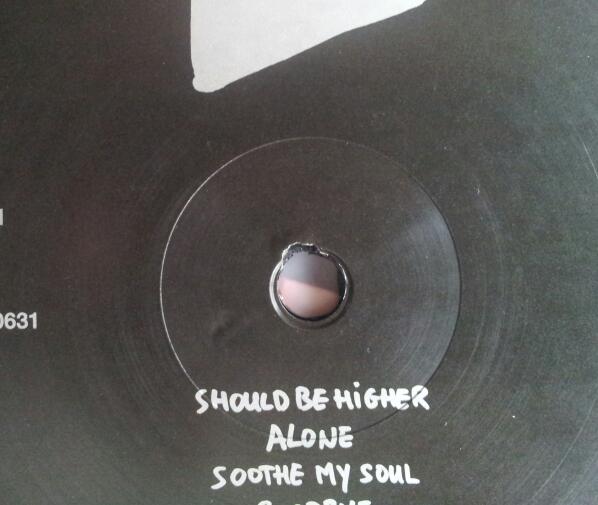 0631
SHOULD BE HiGHER
ALONE
SOOTHE MY SOUL